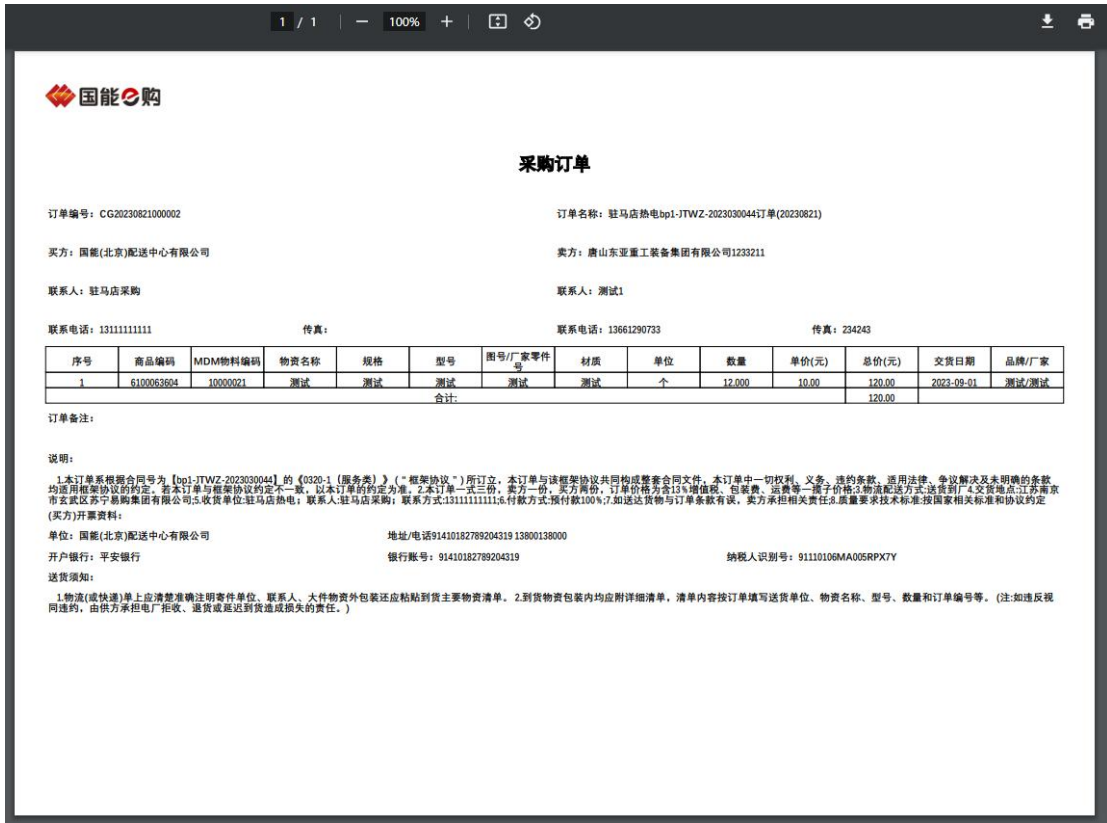 1 / 1 100%
国能e购
采购订单
订单编号：CG20230821000002 订单名称：驻马店热电bp1-JTWZ-2023030044订单(20230821)
买方：国能(北京)配送中心有限公司 卖方：唐山东亚重工装备集团有限公司1233211
联系人：驻马店采购 联系人：测试1
联系电话：13111111111 传真： 联系电话：13661290733 传真：234243
序号 商品编码 MDM物料编码 物资名称 规格 型号 图号/厂家零件号 材质 单位 数量 单价(元) 总价(元) 交货日期 品牌/厂家
1 6100063604 10000021 测试 测试 测试 测试 测试 个 12.000 10.00 120.00 2023-09-01 测试/测试
合计: 120.00
订单备注：
说明：
1.本订单系根据合同号为【bp1-JTWZ-2023030044】的《0320-1（服务类）》("框架协议")所订立，本订单与该框架协议共同构成整套合同文件，本订单中一切权利、义务、违约条款、适用法律、争议解决及未明确的条款
均适用框架协议的约定。若本订单与框架协议约定不一致，以本订单的约定为准。2.本订单一式三份，卖方一份，买方两份，订单价格为含13%增值税、包装费、运费等一揽子价格;3.物流配送方式:送货到厂4.交货地点:江苏南京
市玄武区苏宁易购集团有限公司;5.收货单位:驻马店热电；联系人:驻马店采购；联系方式:13111111111;6.付款方式:预付款100%;7.如送达货物与订单条款有误，卖方承担相关责任;8.质量要求技术标准:按国家相关标准和协议约定
(买方)开票资料：
单位：国能(北京)配送中心有限公司 地址/电话91410182789204319 13800138000
开户银行：平安银行 银行账号：91410182789204319 纳税人识别号：91110106MA005RPX7Y
送货须知：
1.物流(或快递)单上应清楚准确注明寄件单位、联系人、大件物资外包装还应粘贴到货主要物资清单。 2.到货物资包装内均应附详细清单，清单内容按订单填写送货单位、物资名称、型号、数量和订单编号等。 (注:如违反视
同违约，由供方承担电厂拒收、退货或延迟到货造成损失的责任。)